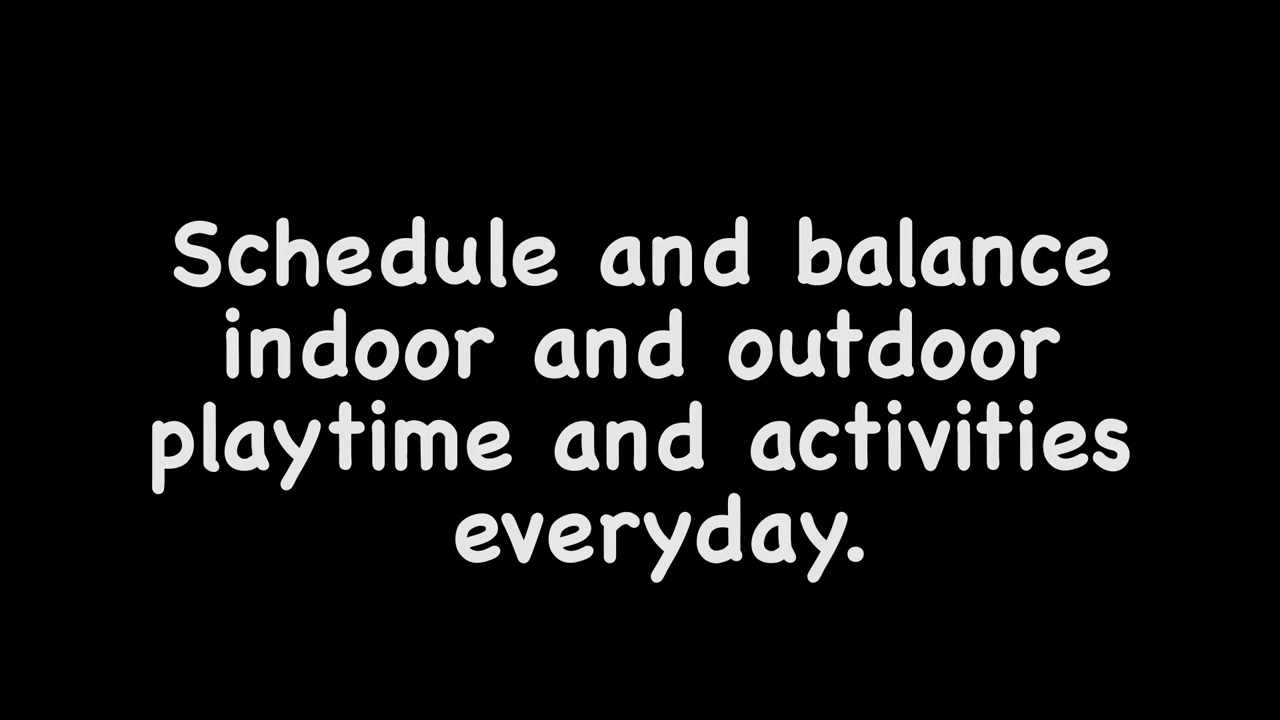 Schedule and balance
indoor and outdoor
playtime and activities
everyday.